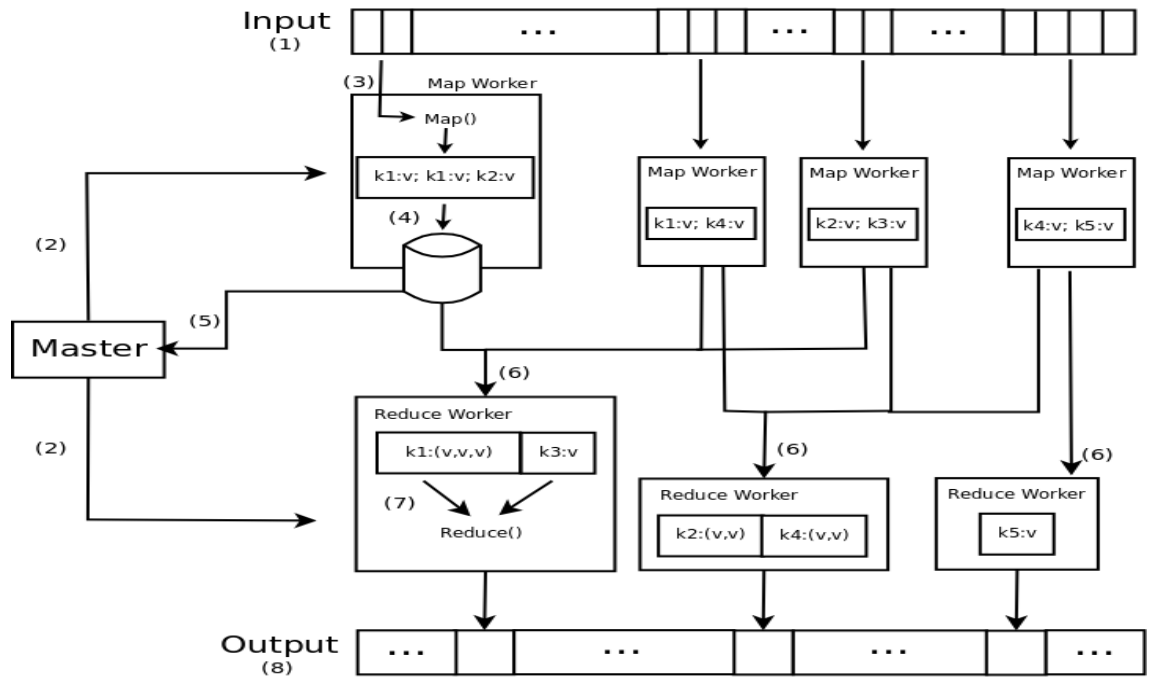 Input
(1)
...
...
...
(3)
Map Worker
Map()
k1:v; k1:v; k2:v
(4)
Map Worker
k1:v; k4:v
Map Worker
k2:v; k3:v
Map Worker
k4:v; k5:v
(2)
(5)
Master
(2)
(6)
Reduce Worker
k1:(v,v,v)
k3:v
(7)
Reduce()
(6)
Reduce Worker
k2:(v,v)
k4:(v,v)
(6)
Reduce Worker
k5:v
Output
(8)
...
...
...
...